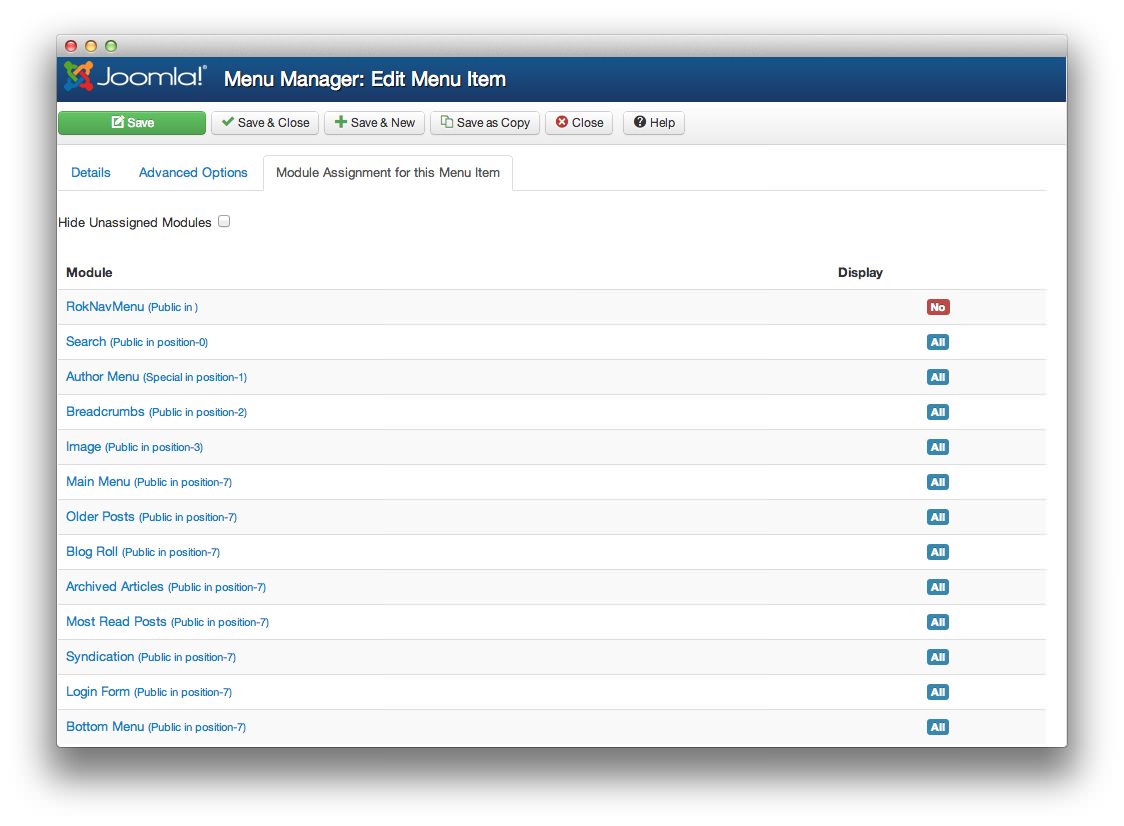 Joomla!® Menu Manager: Edit Menu Item
Save Save & Close Save & New Save as Copy Close Help
Details Advanced Options Module Assignment for this Menu Item
Hide Unassigned Modules
Module Display
RokNavMenu (Public in ) No
Search (Public in position-0) All
Author Menu (Special in position-1) All
Breadcrumbs (Public in position-2) All
Image (Public in position-3) All
Main Menu (Public in position-7) All
Older Posts (Public in position-7) All
Blog Roll (Public in position-7) All
Archived Articles (Public in position-7) All
Most Read Posts (Public in position-7) All
Syndication (Public in position-7) All
Login Form (Public in position-7) All
Bottom Menu (Public in position-7) All